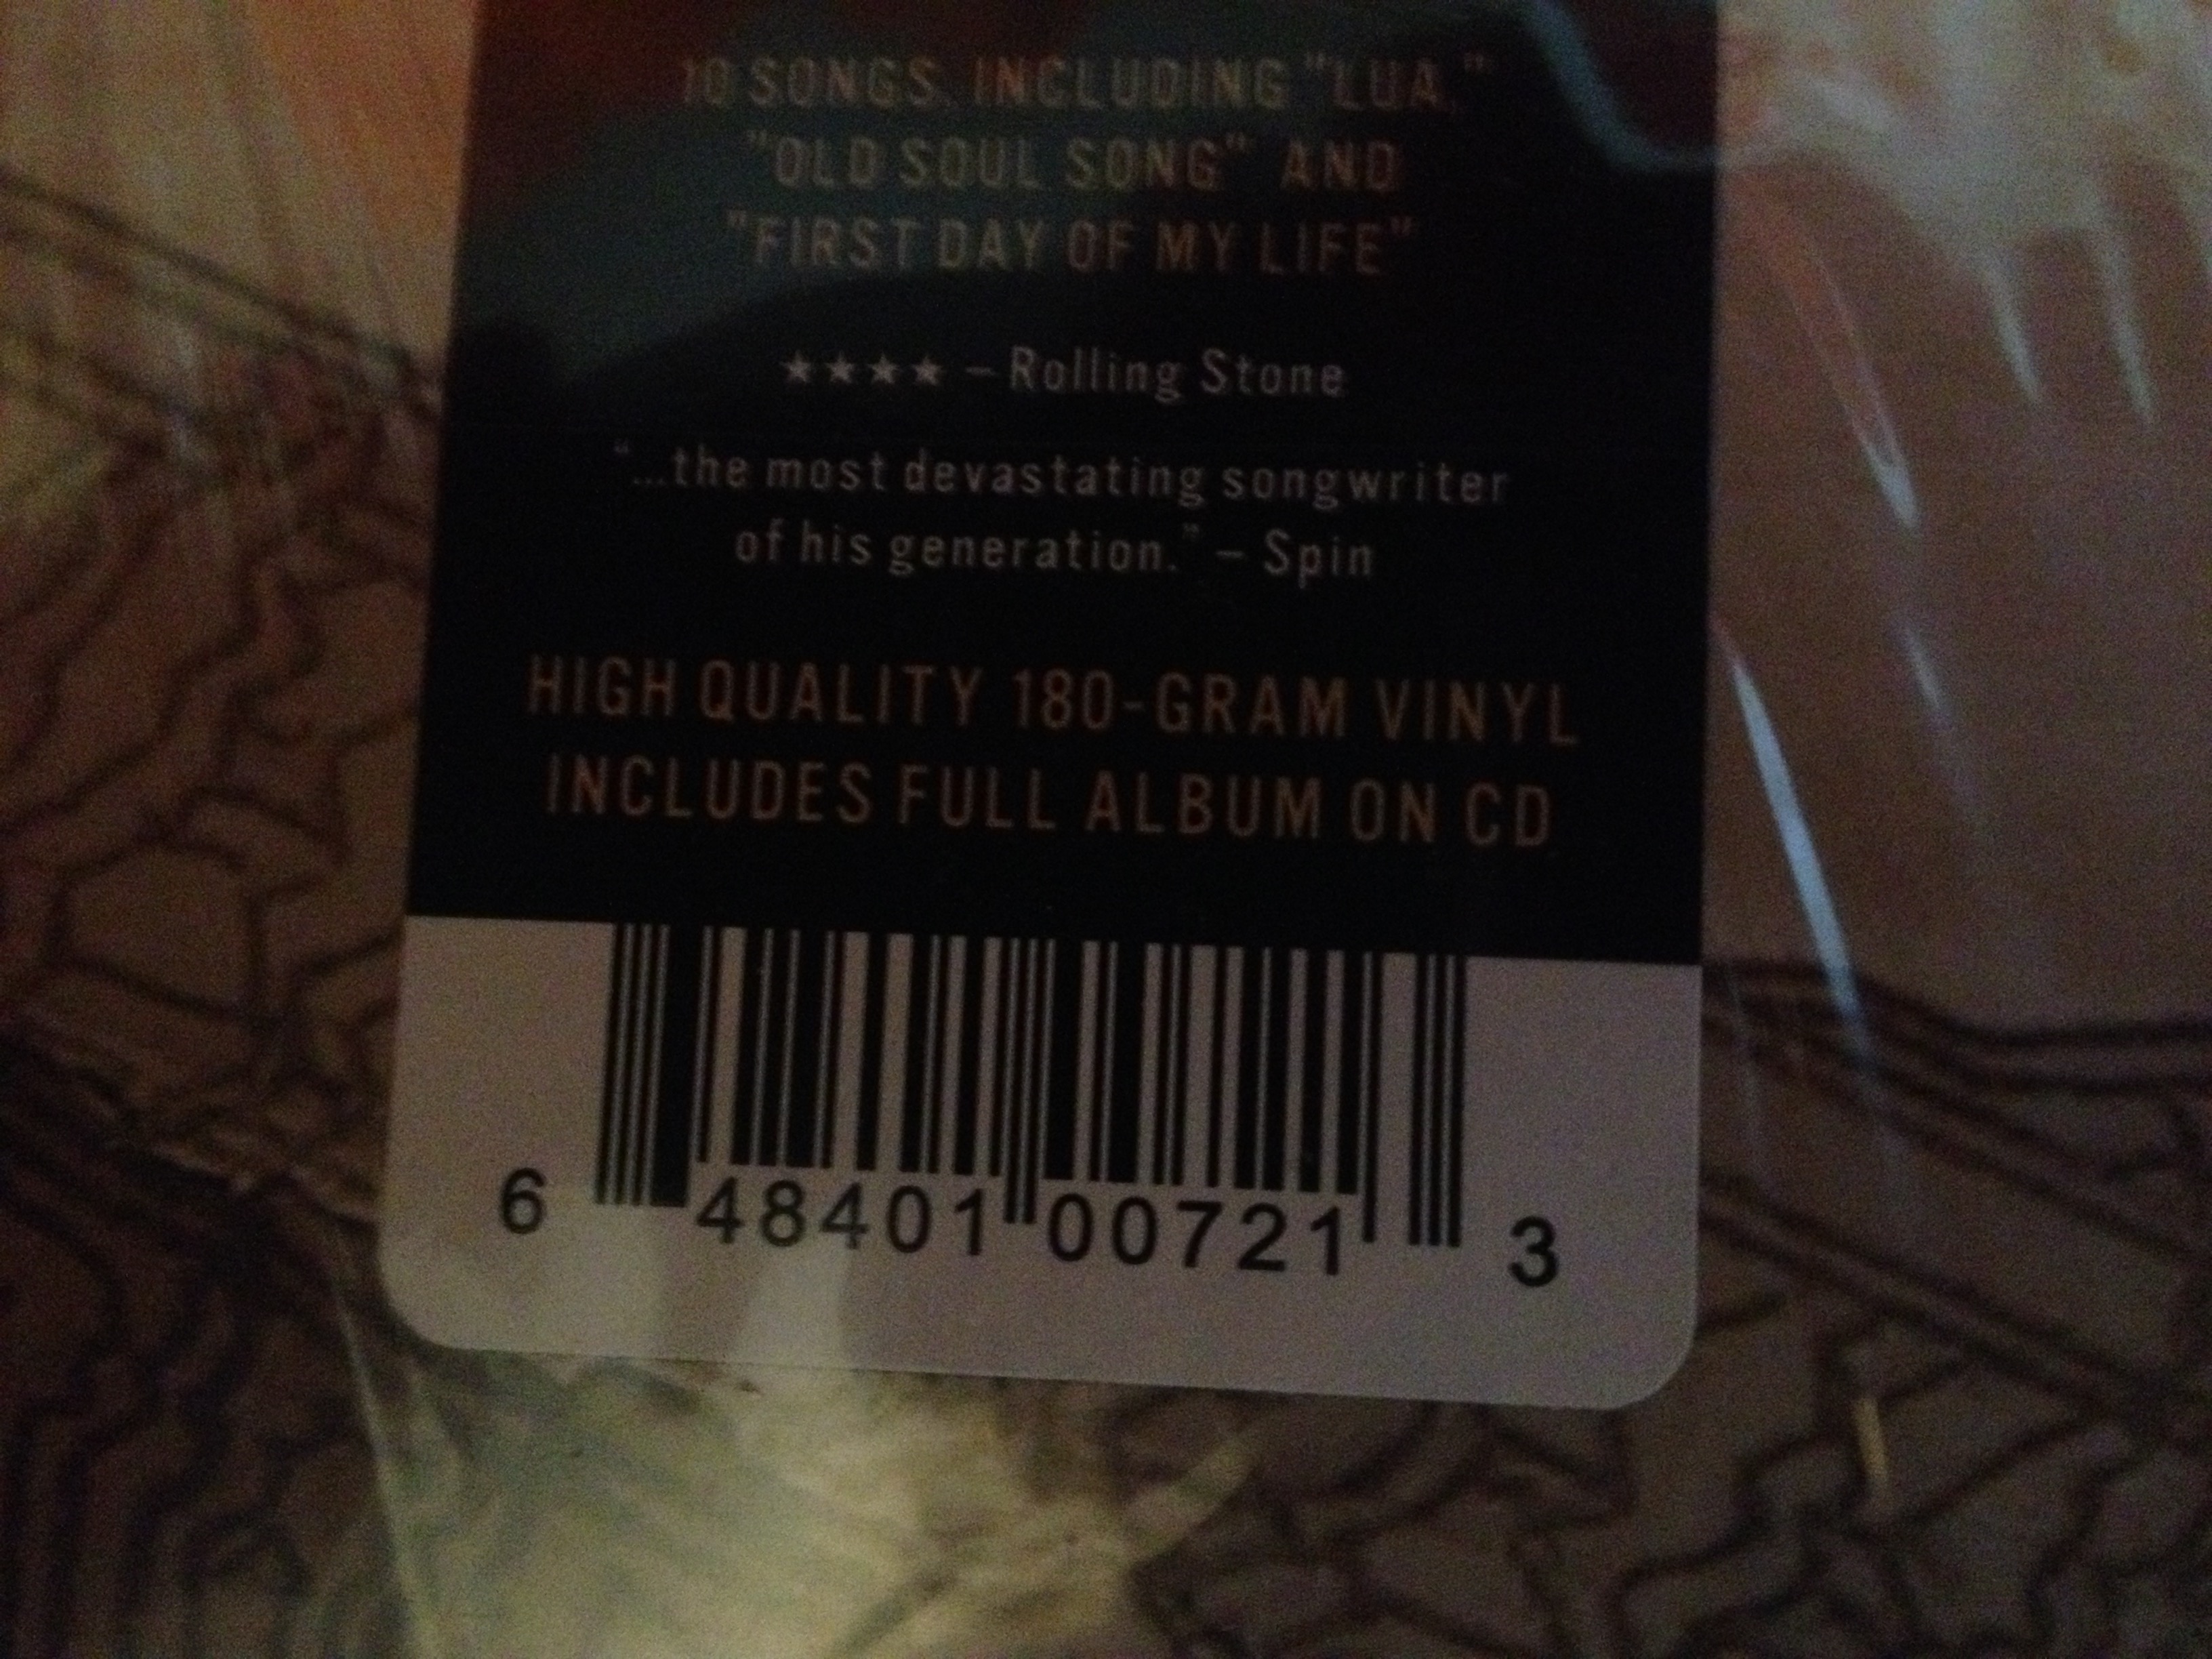 10 SONGS, INCLUDING "LUA,"
"OLD SOUL SONG" AND
"FIRST DAY OF MY LIFE"
★★★★ – Rolling Stone
"...the most devastating songwriter
of his generation." – Spin
HIGH QUALITY 180-GRAM VINYL
INCLUDES FULL ALBUM ON CD
6 48401 00721 3